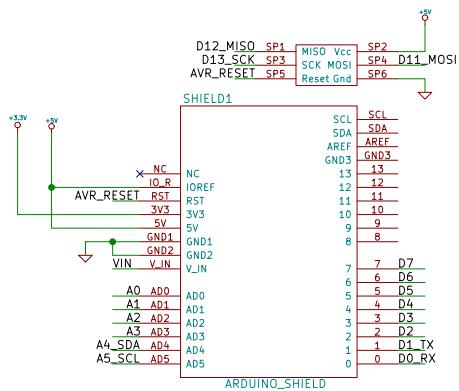 +5V
D12_MISO SP1 MISO Vcc SP2
D13_SCK SP3 SCK MOSI SP4 D11_MOSI
AVR_RESET SP5 Reset Gnd SP6
SHIELD1
+3.3V
+5V
SCL SCL
SDA SDA
AREF AREF
GND3 GND3
NC NC 13 13
IO_R IOREF 12 12
AVR_RESET RST RST 11 11
3V3 3V3 10 10
5V 5V 9 9
GND1 GND1 8 8
GND2 GND2
VIN V_IN V_IN 7 7 D7
6 6 D6
A0 AD0 AD0 5 5 D5
A1 AD1 AD1 4 4 D4
A2 AD2 AD2 3 3 D3
A3 AD3 AD3 2 2 D2
A4_SDA AD4 AD4 1 1 D1_TX
A5_SCL AD5 AD5 0 0 D0_RX
ARDUINO_SHIELD